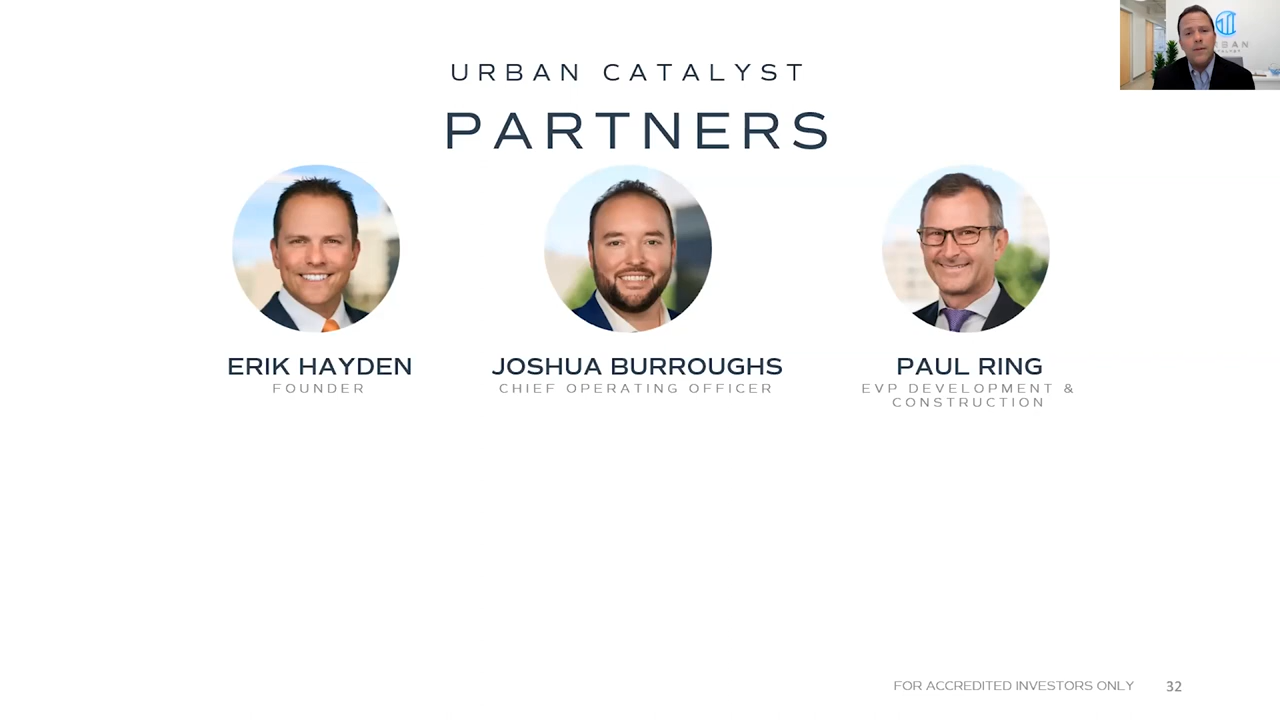 URBAN CATALYST
PARTNERS
ERIK HAYDEN
FOUNDER
JOSHUA BURROUGHS
CHIEF OPERATING OFFICER
PAUL RING
EVP DEVELOPMENT &
CONSTRUCTION
FOR ACCREDITED INVESTORS ONLY
32